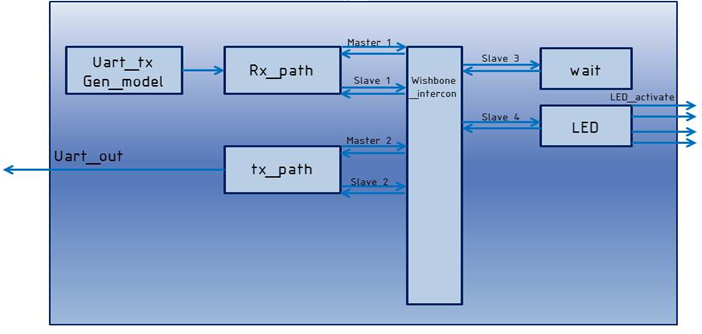 Uart_tx
Gen_model
Rx_path
Master 1
Slave 1
Wishbone
_intercon
Slave 3
wait
LED_activate
Slave 4
LED
Master 2
Uart_out
tx_path
Slave 2